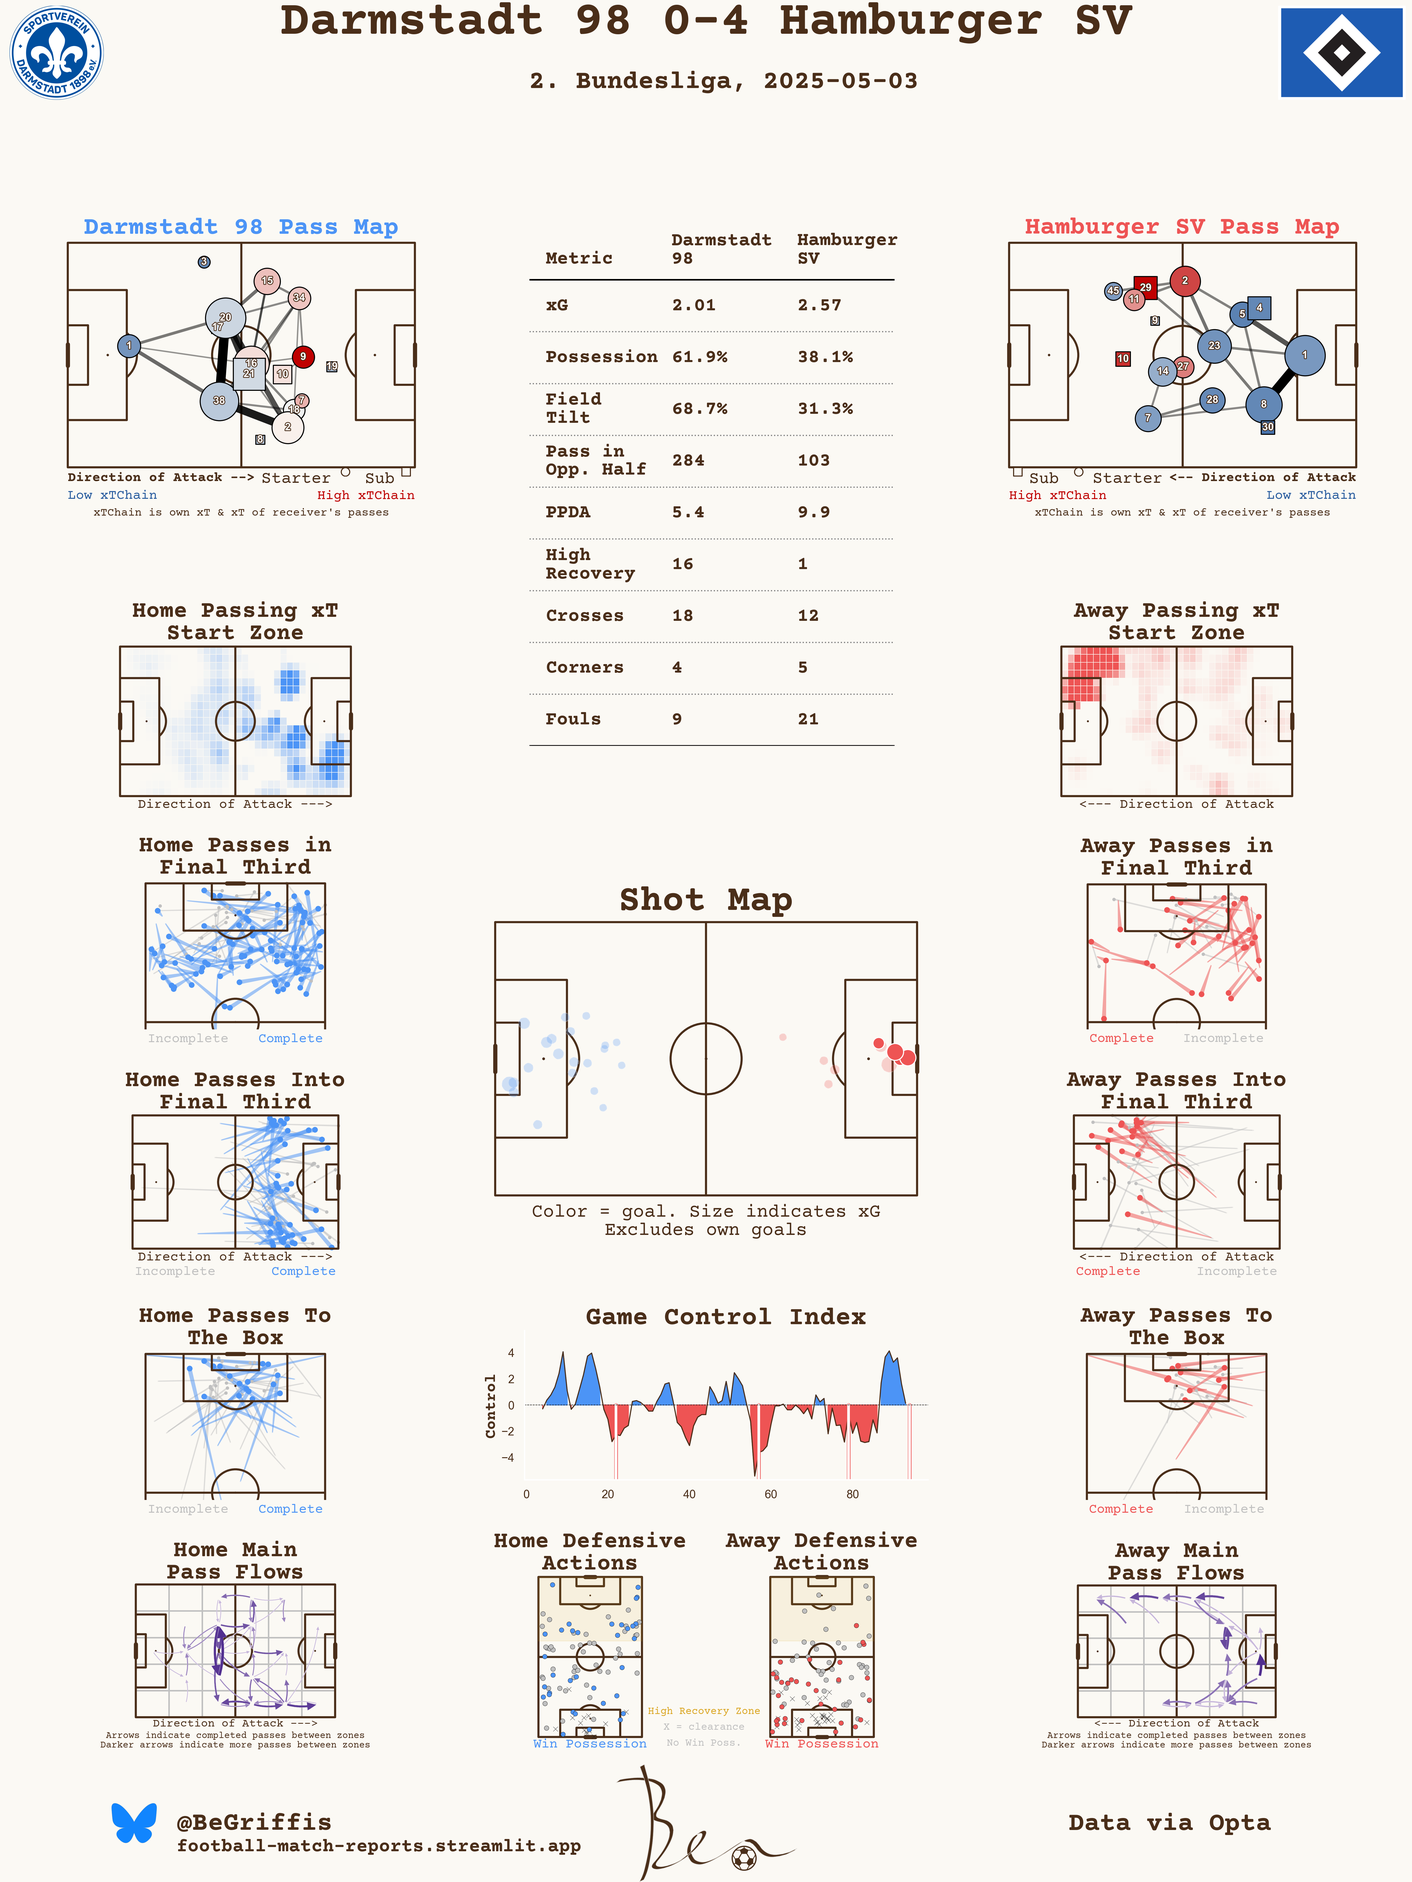 Darmstadt 98 0-4 Hamburger SV
2. Bundesliga, 2025-05-03
SPORTVEREIN
DARMSTADT 1898 e.V.
Darmstadt 98 Pass Map
3
15
34
20
17
1
16
9
19
21
10
38
7
18
2
8
Direction of Attack --> Starter Sub
Low xTChain High xTChain
xTChain is own xT & xT of receiver's passes
Metric Darmstadt 98 Hamburger SV
xG 2.01 2.57
Possession 61.9% 38.1%
Field Tilt 68.7% 31.3%
Pass in Opp. Half 284 103
PPDA 5.4 9.9
High Recovery 16 1
Crosses 18 12
Corners 4 5
Fouls 9 21
Hamburger SV Pass Map
2
45
29
11
4
5
9
23
1
10
27
14
28
8
7
30
Sub Starter <-- Direction of Attack
High xTChain Low xTChain
xTChain is own xT & xT of receiver's passes
Home Passing xT
Start Zone
Direction of Attack --->
Away Passing xT
Start Zone
<--- Direction of Attack
Home Passes in
Final Third
Incomplete Complete
Away Passes in
Final Third
Complete Incomplete
Shot Map
Color = goal. Size indicates xG
Excludes own goals
Home Passes Into
Final Third
Direction of Attack --->
Incomplete Complete
Away Passes Into
Final Third
<--- Direction of Attack
Complete Incomplete
Home Passes To
The Box
Incomplete Complete
Game Control Index
Control
4
2
0
−2
−4
0 20 40 60 80
Away Passes To
The Box
Complete Incomplete
Home Main
Pass Flows
Direction of Attack --->
Arrows indicate completed passes between zones
Darker arrows indicate more passes between zones
Home Defensive
Actions
Win Possession
High Recovery Zone
X = clearance
No Win Poss.
Away Defensive
Actions
Win Possession
Away Main
Pass Flows
<--- Direction of Attack
Arrows indicate completed passes between zones
Darker arrows indicate more passes between zones
@BeGriffis
football-match-reports.streamlit.app
Ben
Data via Opta